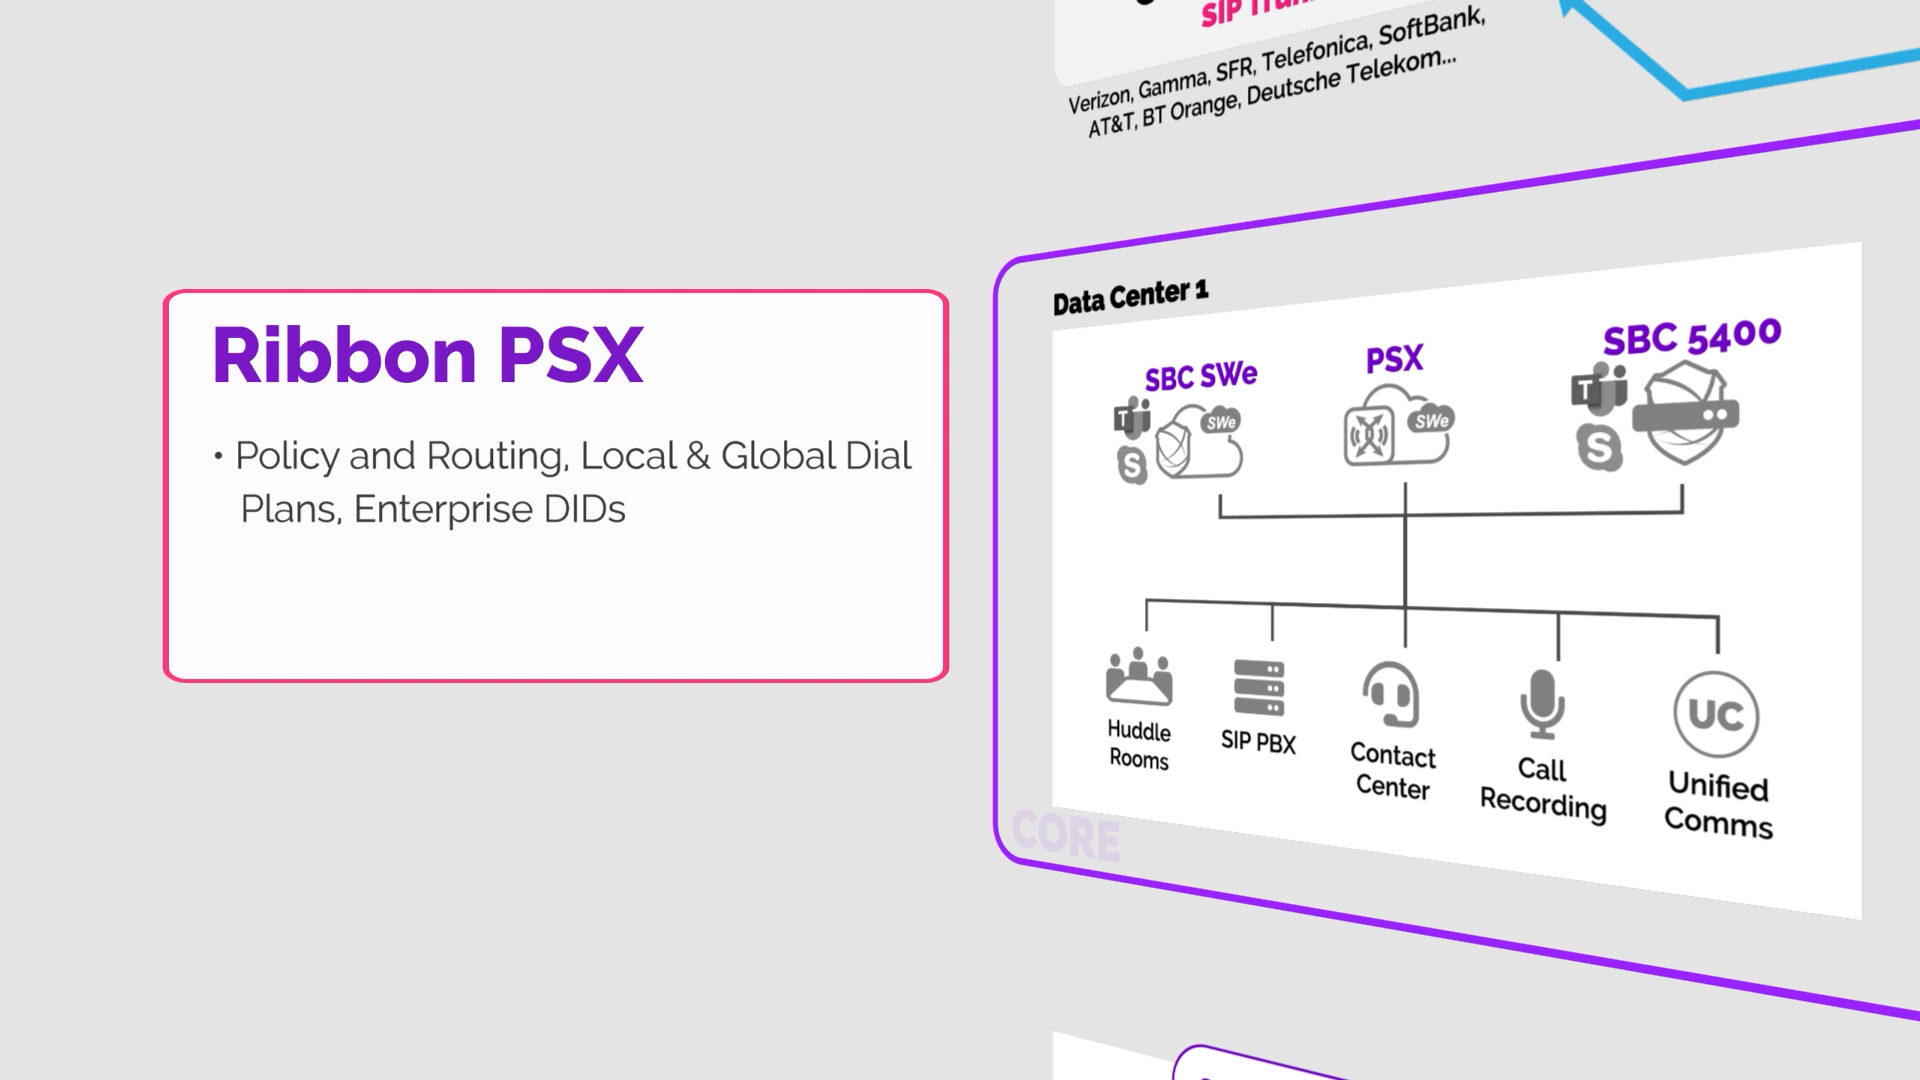 SIP
Verizon, Gamma, SFR, Telefonica, SoftBank,
AT&T, BT Orange, Deutsche Telekom...
Ribbon PSX
• Policy and Routing, Local & Global Dial
Plans, Enterprise DIDs
Data Center 1
SBC SWe
PSX
SBC 5400
T
SWe
S
SWe
T
S
Huddle
Rooms
SIP PBX
Contact
Center
Call
Recording
UC
Unified
Comms
CORE